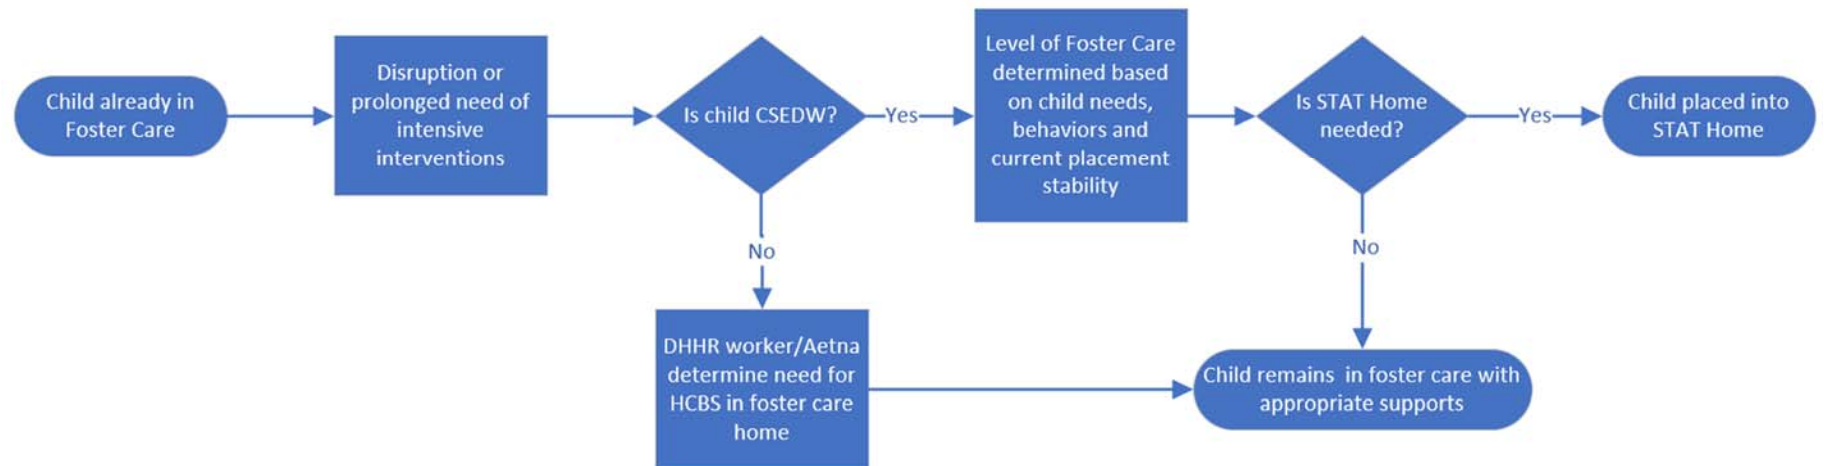 Child already in
Foster Care
Disruption or
prolonged need of
intensive
interventions
Is child CSEDW?
Yes
Level of Foster Care
determined based
on child needs,
behaviors and
current placement
stability
Is STAT Home
needed?
Yes
Child placed into
STAT Home
No
No
DHHR worker/Aetna
determine need for
HCBS in foster care
home
Child remains in foster care with
appropriate supports